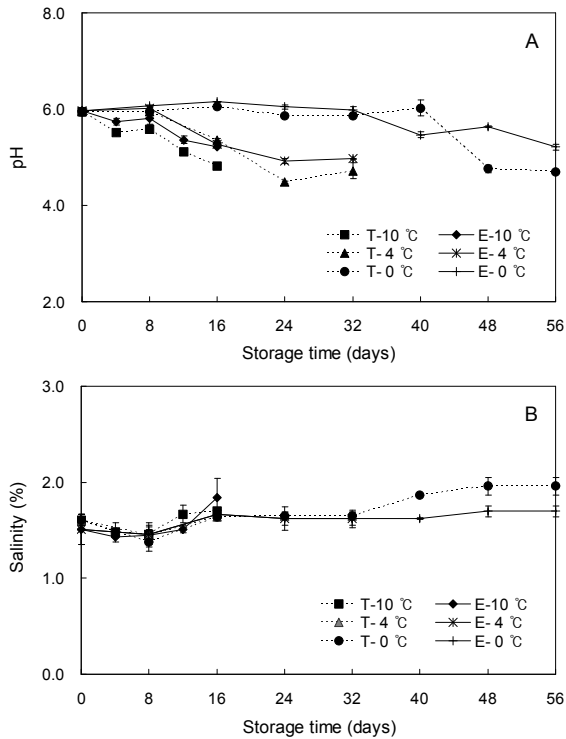 8.0
A
6.0
pH
4.0
T-10 ℃ E-10 ℃
T- 4 ℃ E- 4 ℃
T- 0 ℃ E- 0 ℃
2.0
0 8 16 24 32 40 48 56
Storage time (days)
3.0
B
2.0
Salinity (%)
1.0
T-10 ℃ E-10 ℃
T- 4 ℃ E- 4 ℃
T- 0 ℃ E- 0 ℃
0.0
0 8 16 24 32 40 48 56
Storage time (days)